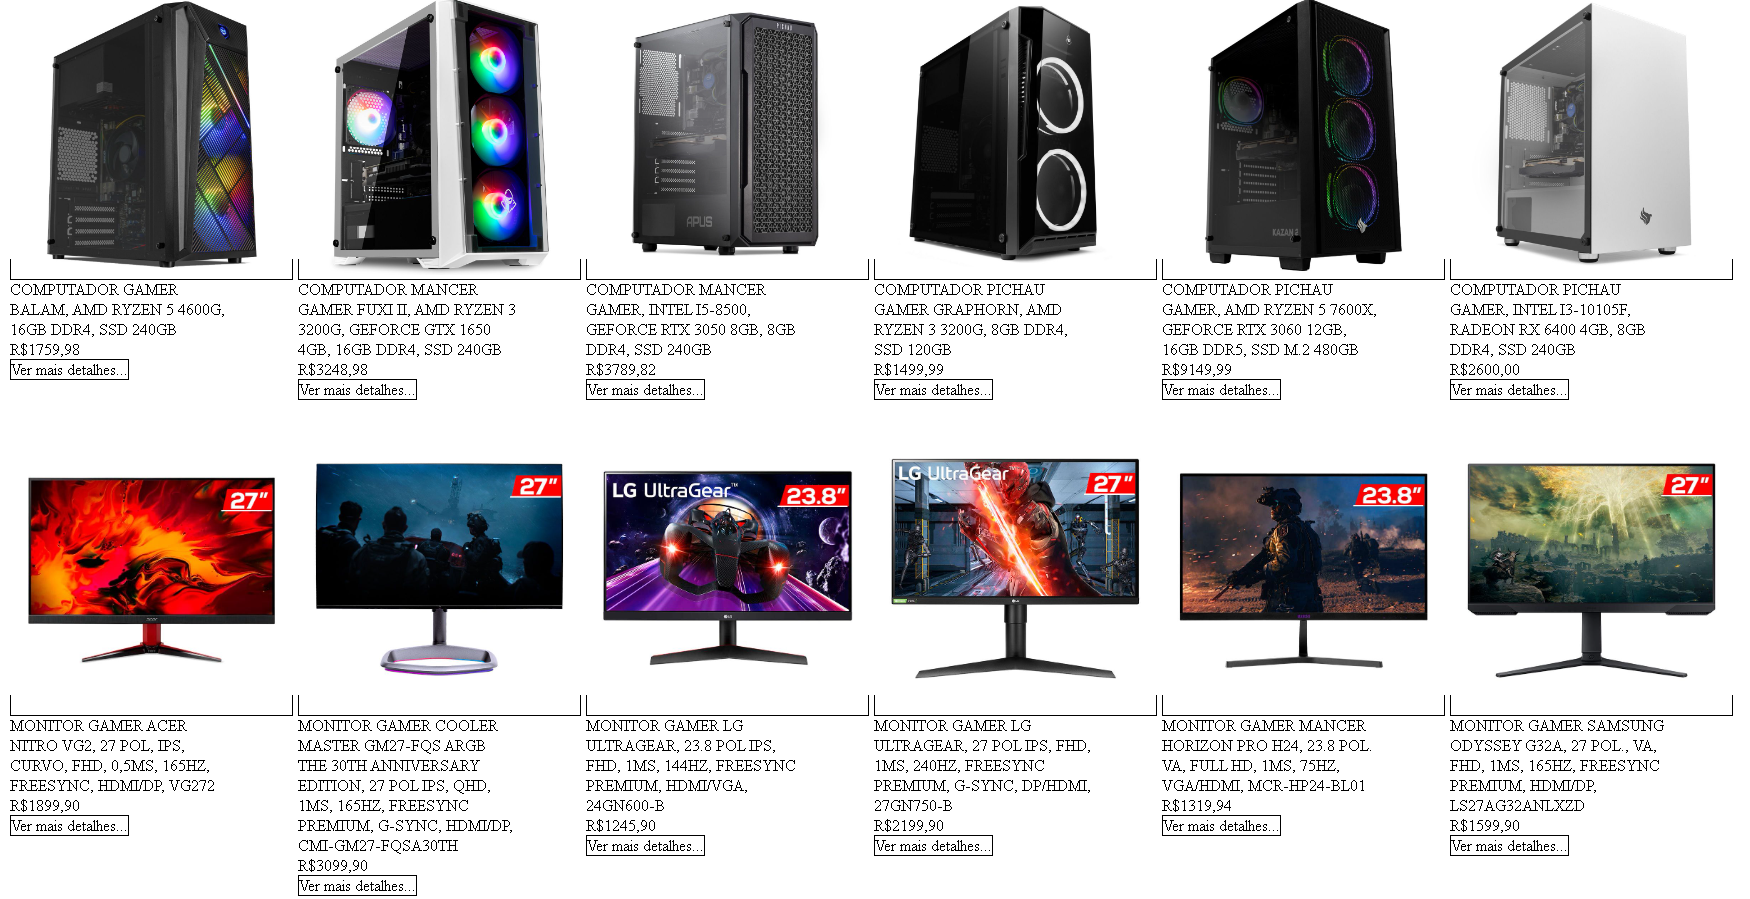 PICHAU
APUS
KAZAN 2
COMPUTADOR GAMER
BALAM, AMD RYZEN 5 4600G,
16GB DDR4, SSD 240GB
R$1759,98
Ver mais detalhes...
COMPUTADOR MANCER
GAMER FUXI II, AMD RYZEN 3
3200G, GEFORCE GTX 1650
4GB, 16GB DDR4, SSD 240GB
R$3248,98
Ver mais detalhes...
COMPUTADOR MANCER
GAMER, INTEL I5-8500,
GEFORCE RTX 3050 8GB, 8GB
DDR4, SSD 240GB
R$3789,82
Ver mais detalhes...
COMPUTADOR PICHAU
GAMER GRAPHORN, AMD
RYZEN 3 3200G, 8GB DDR4,
SSD 120GB
R$1499,99
Ver mais detalhes...
COMPUTADOR PICHAU
GAMER, AMD RYZEN 5 7600X,
GEFORCE RTX 3060 12GB,
16GB DDR5, SSD M.2 480GB
R$9149,99
Ver mais detalhes...
COMPUTADOR PICHAU
GAMER, INTEL I3-10105F,
RADEON RX 6400 4GB, 8GB
DDR4, SSD 240GB
R$2600,00
Ver mais detalhes...
27"
27"
LG UltraGear™
23.8"
LG UltraGear™
27"
23.8"
27"
MONITOR GAMER ACER
NITRO VG2, 27 POL, IPS,
CURVO, FHD, 0,5MS, 165HZ,
FREESYNC, HDMI/DP, VG272
R$1899,90
Ver mais detalhes...
MONITOR GAMER COOLER
MASTER GM27-FQS ARGB
THE 30TH ANNIVERSARY
EDITION, 27 POL IPS, QHD,
1MS, 165HZ, FREESYNC
PREMIUM, G-SYNC, HDMI/DP,
CMI-GM27-FQSA30TH
R$3099,90
Ver mais detalhes...
MONITOR GAMER LG
ULTRAGEAR, 23.8 POL IPS,
FHD, 1MS, 144HZ, FREESYNC
PREMIUM, HDMI/VGA,
24GN600-B
R$1245,90
Ver mais detalhes...
MONITOR GAMER LG
ULTRAGEAR, 27 POL IPS, FHD,
1MS, 240HZ, FREESYNC
PREMIUM, G-SYNC, DP/HDMI,
27GN750-B
R$2199,90
Ver mais detalhes...
MONITOR GAMER MANCER
HORIZON PRO H24, 23.8 POL.
VA, FULL HD, 1MS, 75HZ,
VGA/HDMI, MCR-HP24-BL01
R$1319,94
Ver mais detalhes...
MONITOR GAMER SAMSUNG
ODYSSEY G32A, 27 POL., VA,
FHD, 1MS, 165HZ, FREESYNC
PREMIUM, HDMI/DP,
LS27AG32ANLXZD
R$1599,90
Ver mais detalhes...